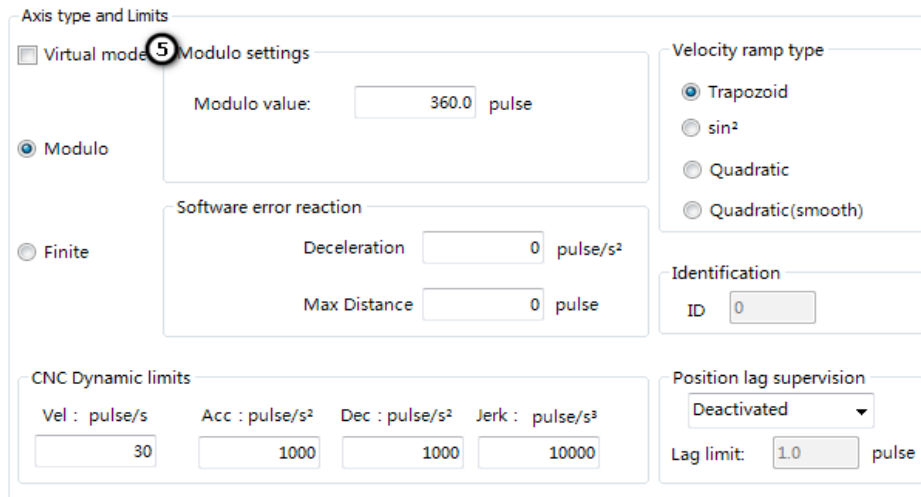 Axis type and Limits
Virtual mode 5 Modulo settings
Modulo value: 360.0 pulse
Modulo
Software error reaction
Deceleration 0 pulse/s²
Finite
Max Distance 0 pulse
Velocity ramp type
Trapozoid
sin²
Quadratic
Quadratic(smooth)
Identification
ID 0
CNC Dynamic limits
Vel : pulse/s Acc : pulse/s² Dec : pulse/s² Jerk : pulse/s³
30 1000 1000 10000
Position lag supervision
Deactivated
Lag limit: 1.0 pulse